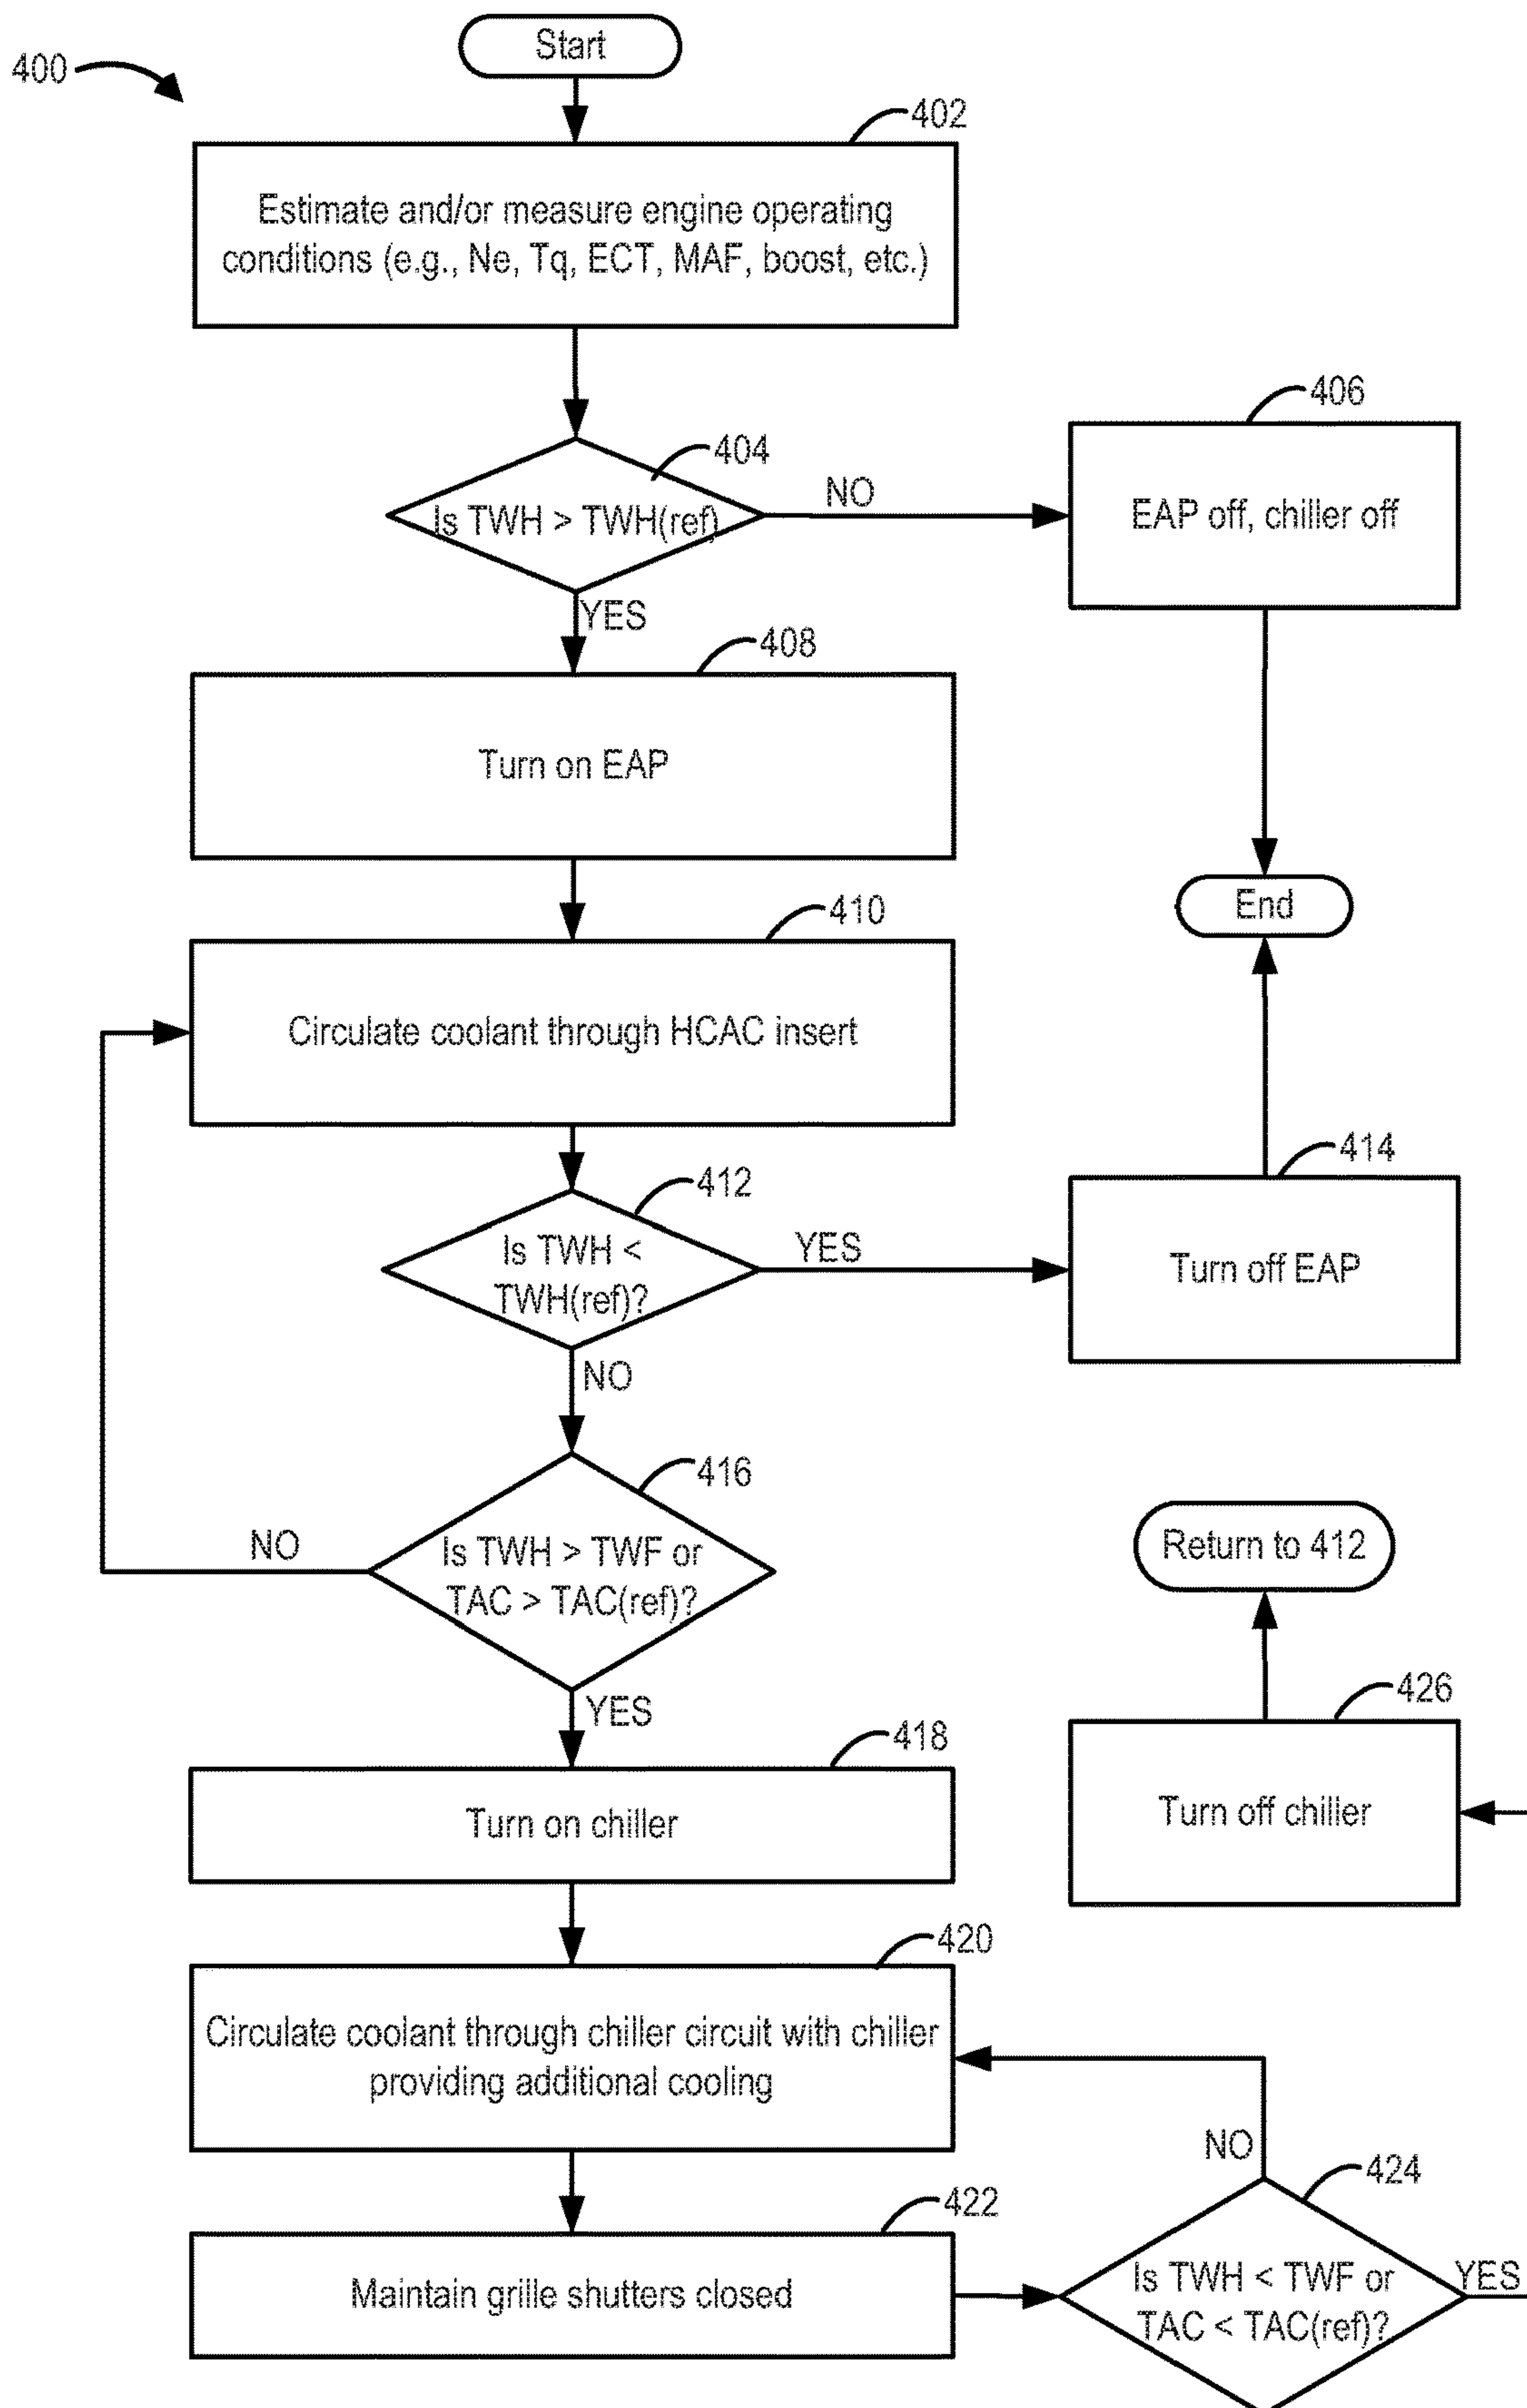 Start
400
402
Estimate and/or measure engine operating
conditions (e.g., Ne, Tq, ECT, MAF, boost, etc.)
404
Is TWH > TWH(ref)
NO
406
EAP off, chiller off
YES
408
Turn on EAP
End
410
Circulate coolant through HCAC insert
412
Is TWH <
TWH(ref)?
YES
414
Turn off EAP
NO
416
Is TWH > TWF or
TAC > TAC(ref)?
NO
Return to 412
YES
418
Turn on chiller
426
Turn off chiller
420
Circulate coolant through chiller circuit with chiller
providing additional cooling
NO
422
Maintain grille shutters closed
424
Is TWH < TWF or
TAC < TAC(ref)?
YES